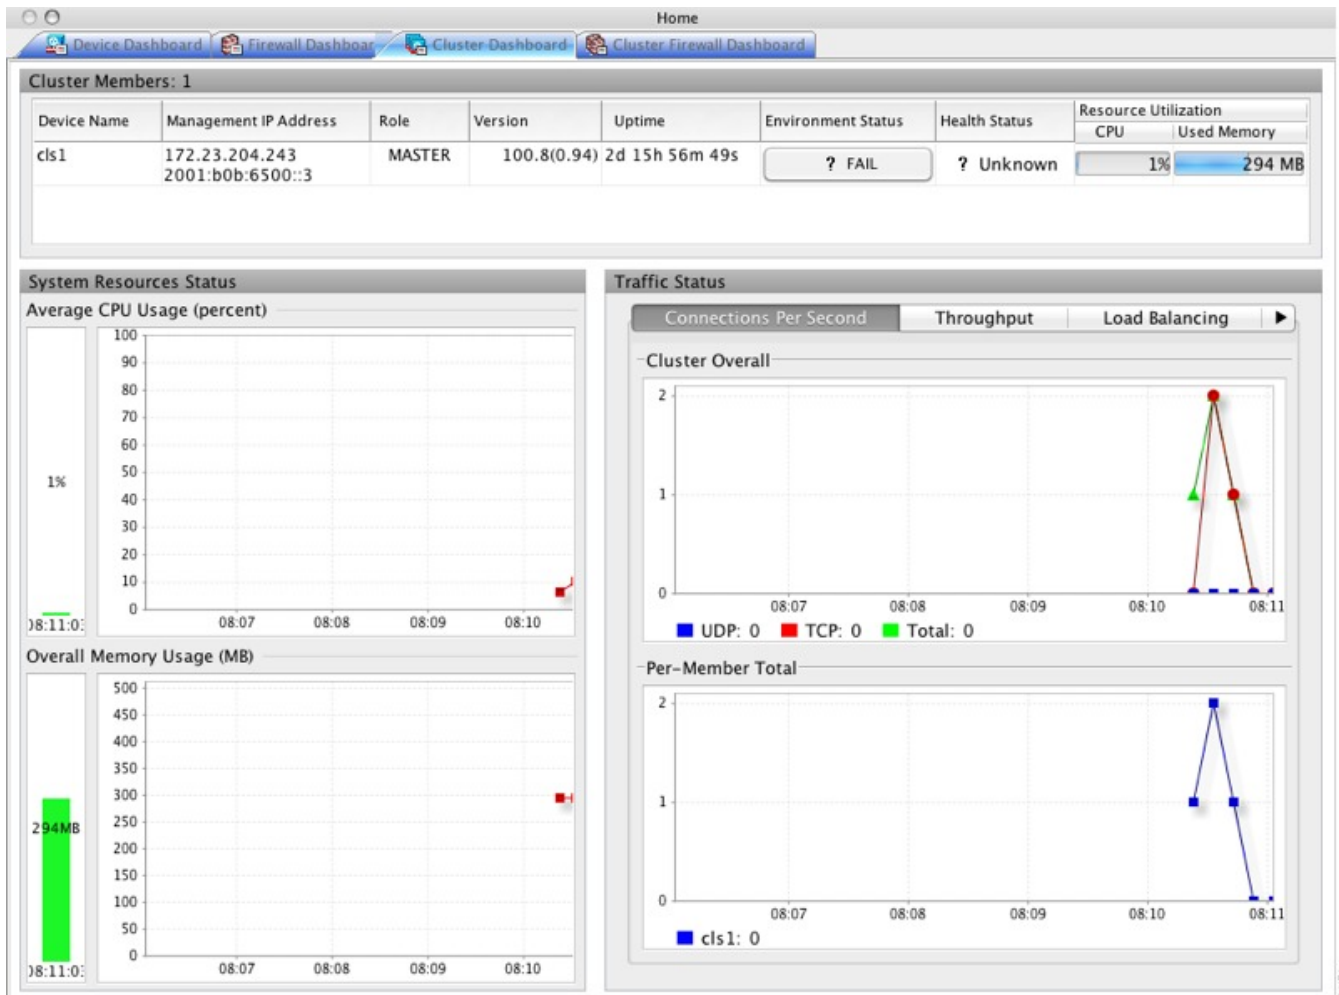 Home
Device Dashboard Firewall Dashboar Cluster Dashboard Cluster Firewall Dashboard
Cluster Members: 1
Device Name Management IP Address Role Version Uptime Environment Status Health Status Resource Utilization
CPU Used Memory
cls1 172.23.204.243 MASTER 100.8(0.94) 2d 15h 56m 49s ? FAIL ? Unknown 1% 294 MB
2001:b0b:6500::3
System Resources Status
Average CPU Usage (percent)
100
90
80
70
60
50
40
30
20
10
0
1%
08:11:03
08:07 08:08 08:09 08:10
Overall Memory Usage (MB)
500
450
400
350
300
250
200
150
100
50
0
294MB
08:11:03
08:07 08:08 08:09 08:10
Traffic Status
Connections Per Second Throughput Load Balancing
Cluster Overall
2
1
0
08:07 08:08 08:09 08:10 08:11
UDP: 0 TCP: 0 Total: 0
Per-Member Total
2
1
0
08:07 08:08 08:09 08:10 08:11
cls1: 0